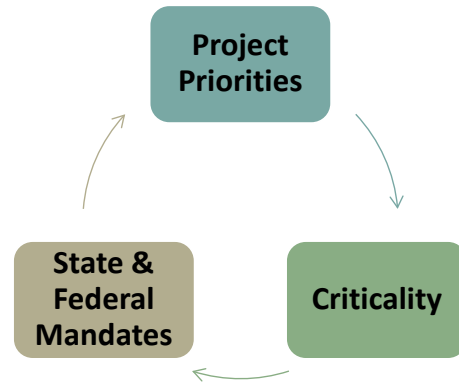 Project
Priorities
State &
Federal
Mandates
Criticality